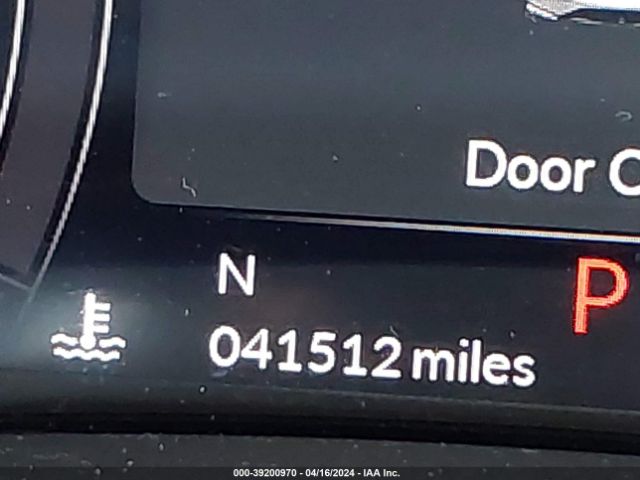 Door
N
P
041512 miles
000-39200970 - 04/16/2024 - IAA Inc.